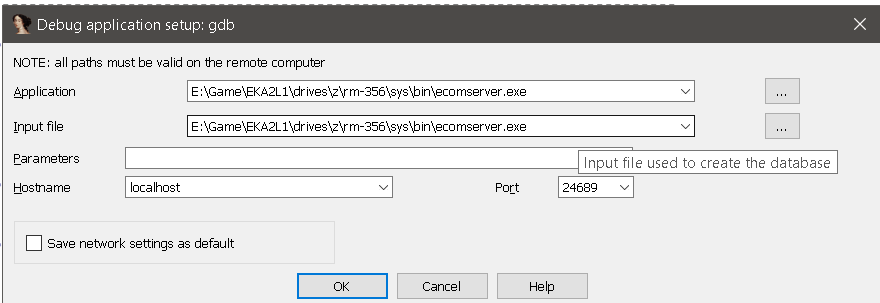 Debug application setup: gdb
NOTE: all paths must be valid on the remote computer
Application E:\Game\EKA2L1\drives\z\rm-356\sys\bin\ecomserver.exe ...
Input file E:\Game\EKA2L1\drives\z\rm-356\sys\bin\ecomserver.exe ...
Parameters
Input file used to create the database
Hostname localhost Port 24689
Save network settings as default
OK Cancel Help